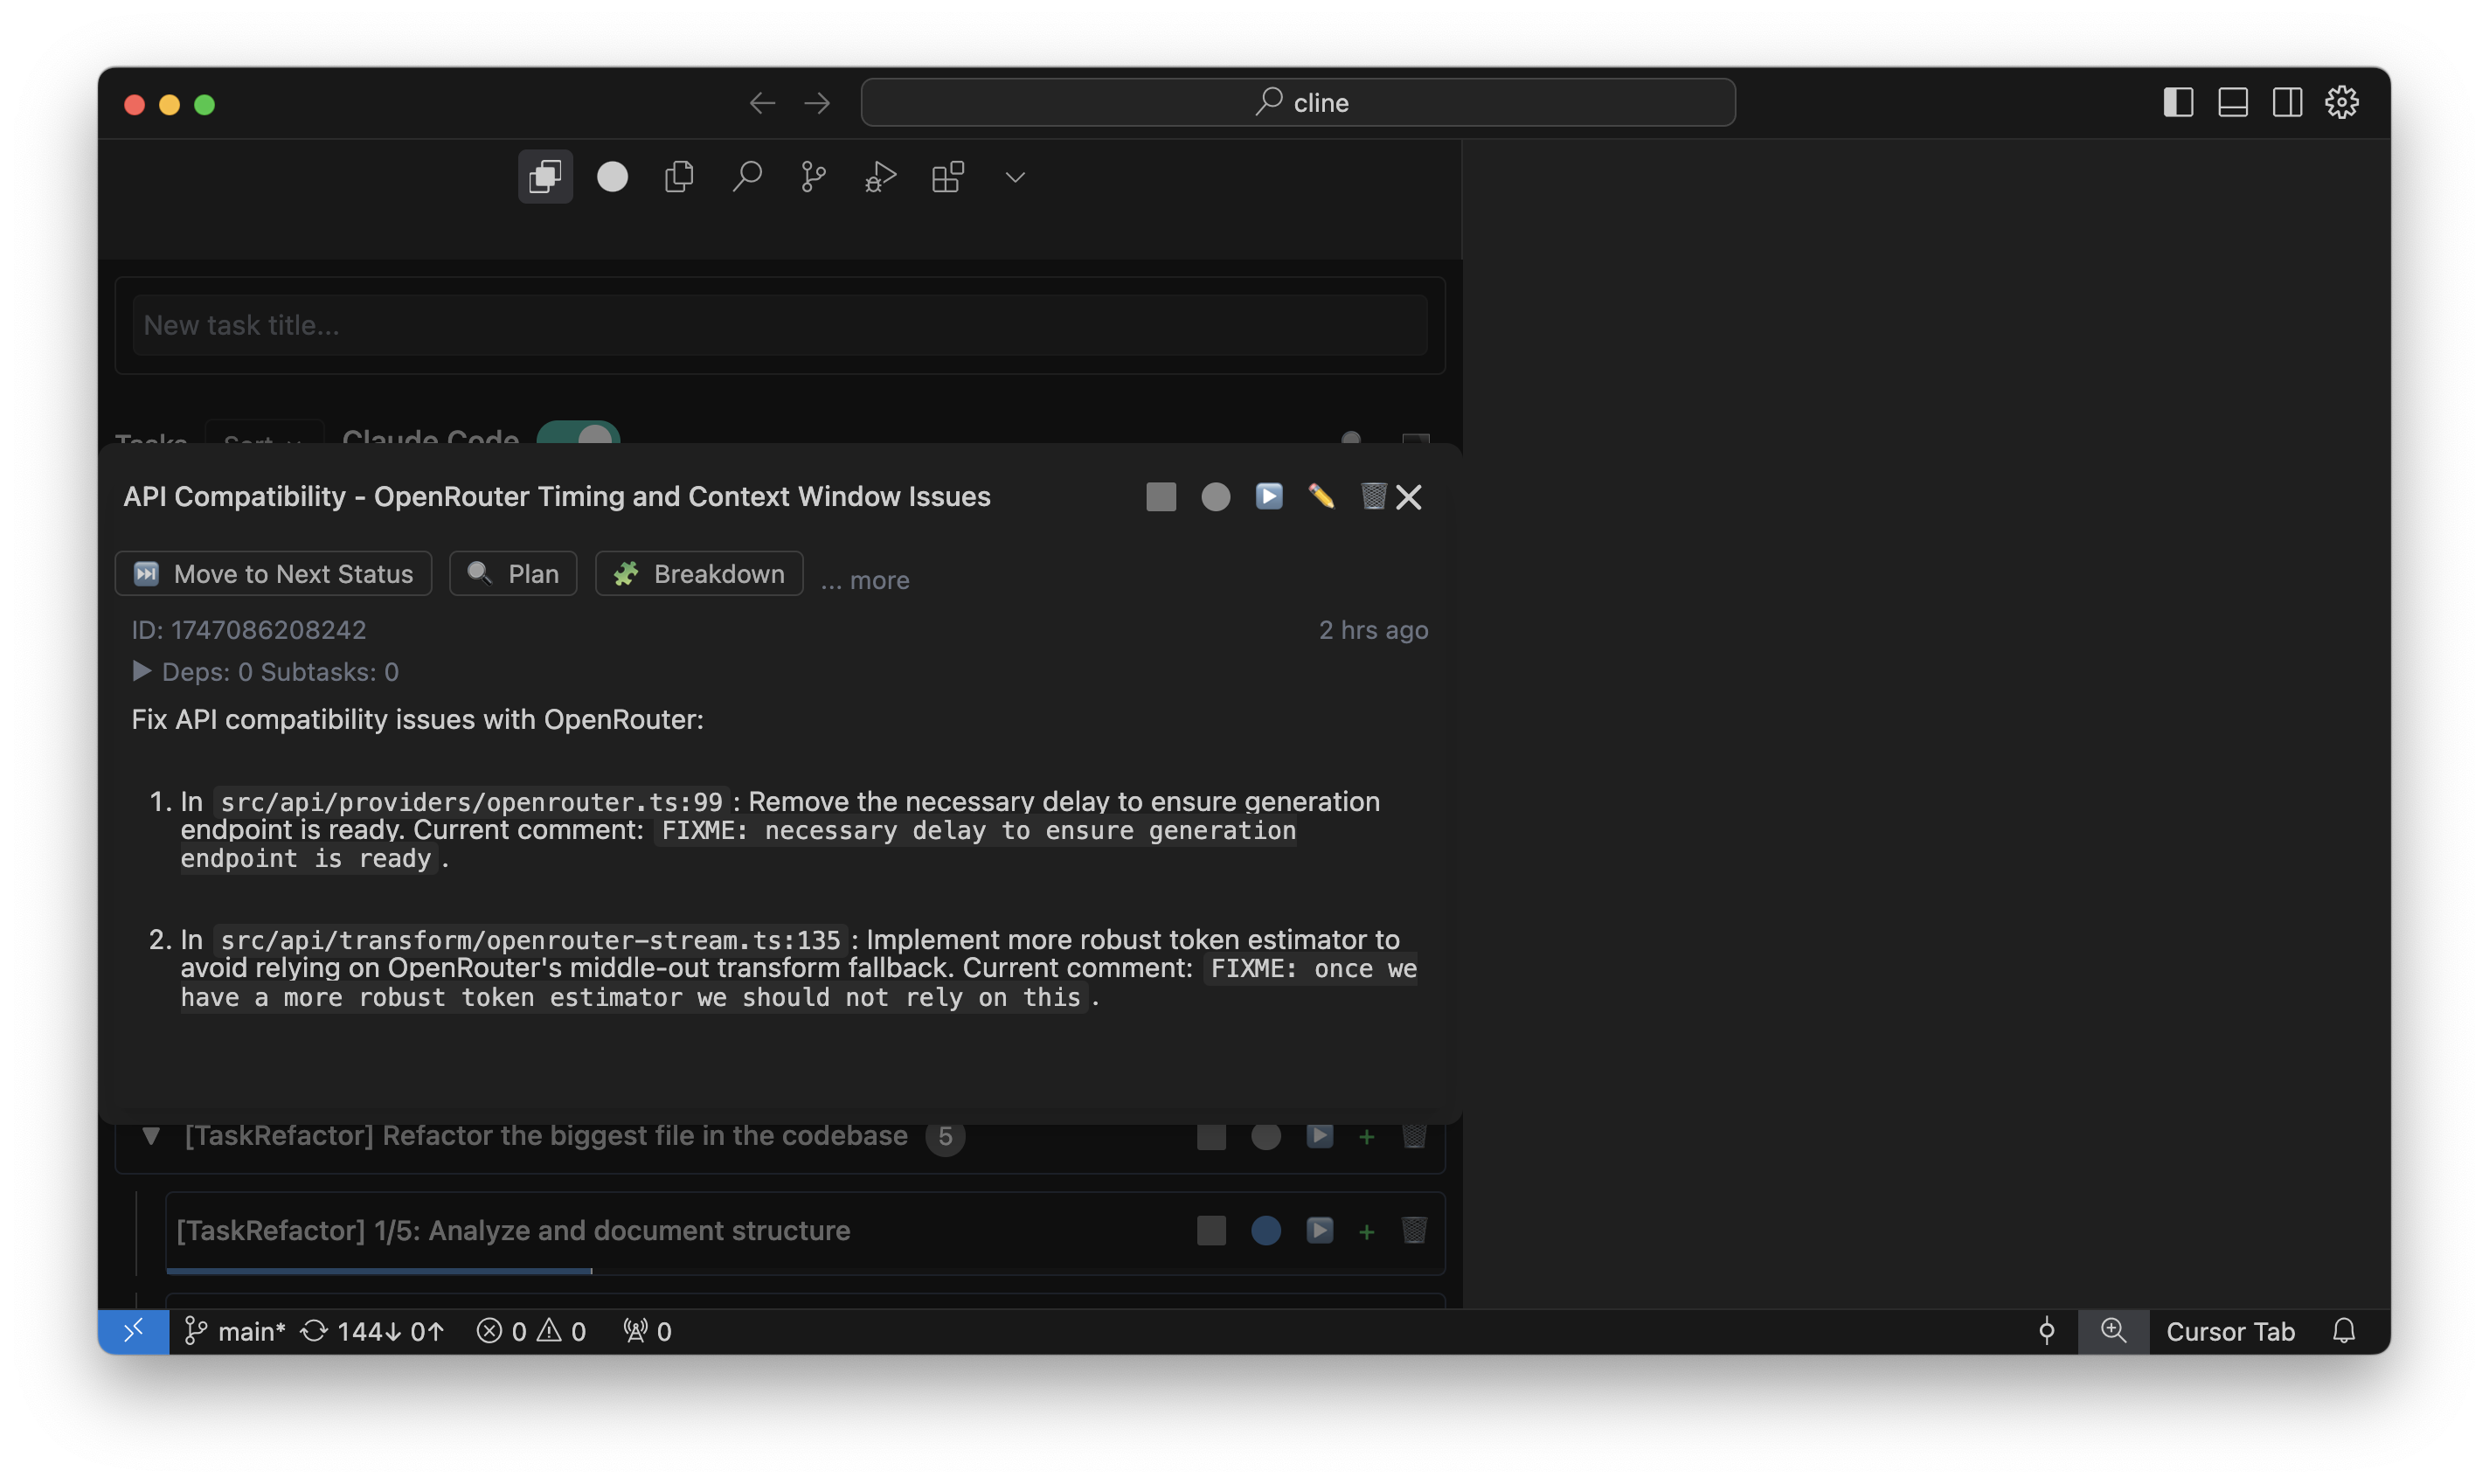 cline
New task title...
Tasks Sort Claude Code
API Compatibility - OpenRouter Timing and Context Window Issues
Move to Next Status Plan Breakdown ... more
ID: 1747086208242 2 hrs ago
Deps: 0 Subtasks: 0
Fix API compatibility issues with OpenRouter:
1. In src/api/providers/openrouter.ts:99 : Remove the necessary delay to ensure generation
endpoint is ready. Current comment: FIXME: necessary delay to ensure generation
endpoint is ready .
2. In src/api/transform/openrouter-stream.ts:135 : Implement more robust token estimator to
avoid relying on OpenRouter's middle-out transform fallback. Current comment: FIXME: once we
have a more robust token estimator we should not rely on this .
[TaskRefactor] Refactor the biggest file in the codebase 5
[TaskRefactor] 1/5: Analyze and document structure
main* 144↓ 0↑ 0 0 0 Cursor Tab